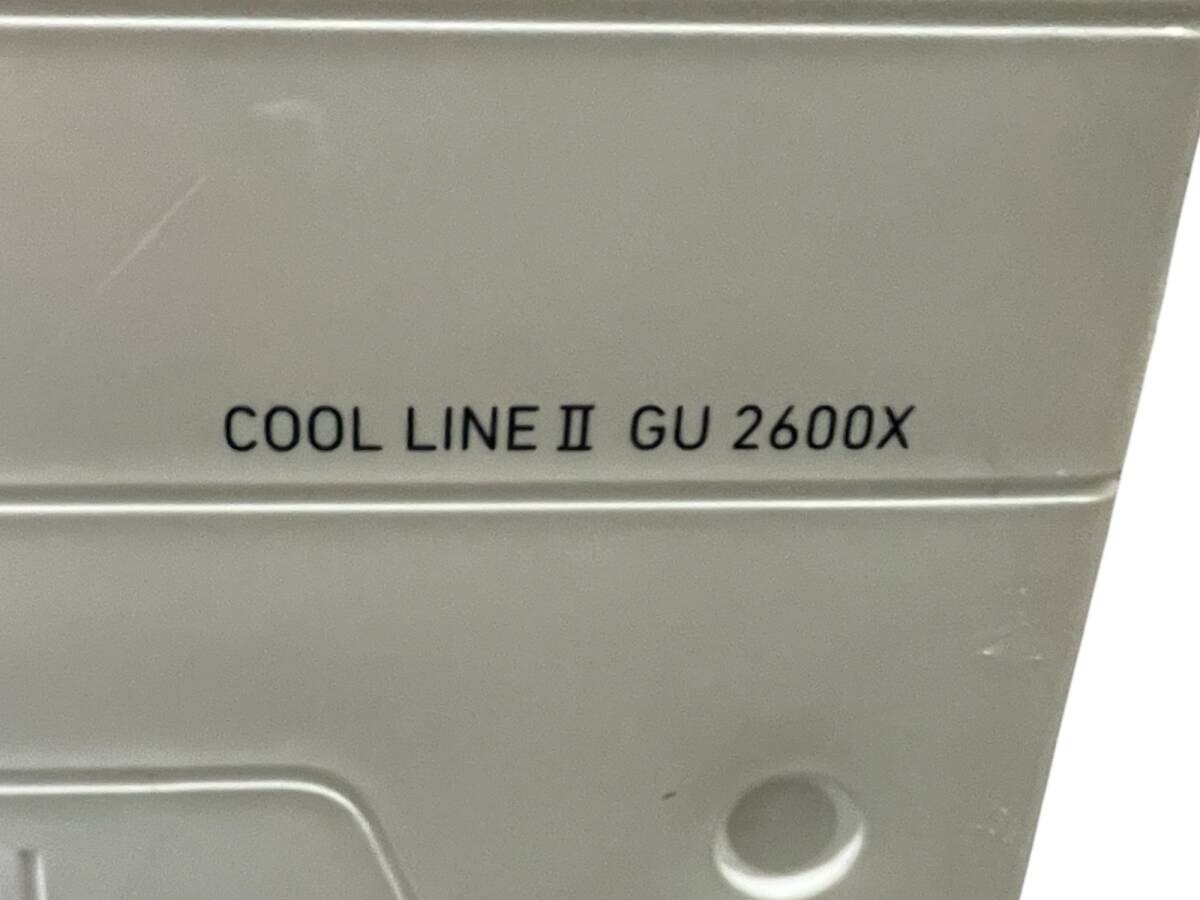 COOL LINE Ⅱ GU 2600X